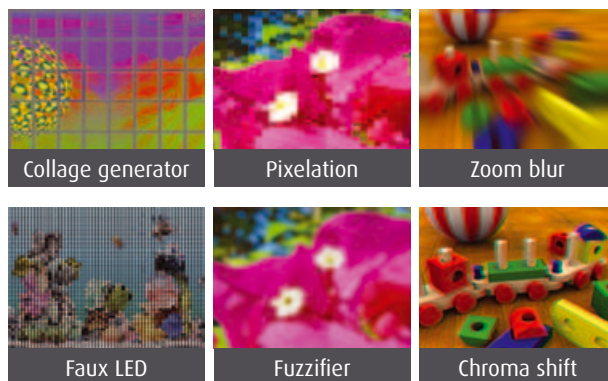 Collage generator
Pixelation
Zoom blur
Faux LED
Fuzzifier
Chroma shift